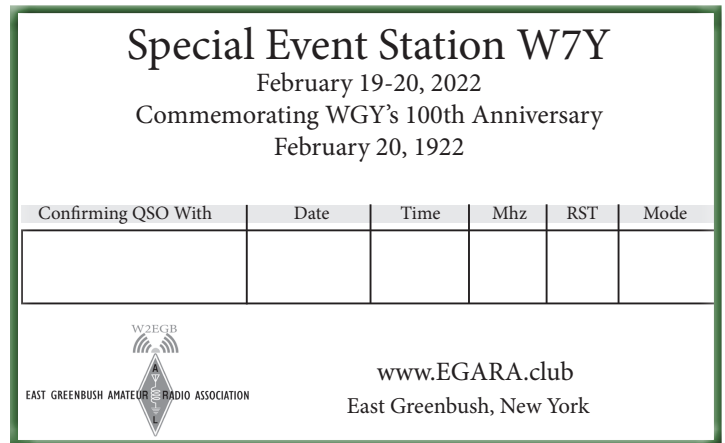 Special Event Station W7Y
February 19-20, 2022
Commemorating WGY's 100th Anniversary
February 20, 1922
Confirming QSO With Date Time Mhz RST Mode
W2EGB
A
EAST GREENBUSH AMATEUR RADIO ASSOCIATION
L
www.EGARA.club
East Greenbush, New York